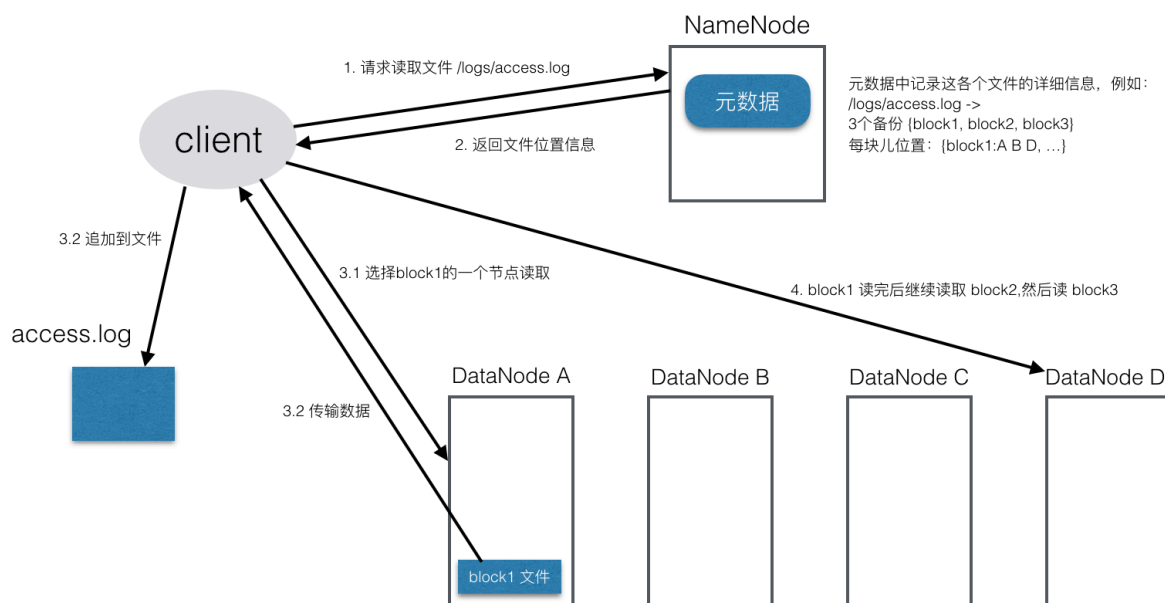 NameNode
1. 请求读取文件 /logs/access.log
元数据
元数据中记录这各个文件的详细信息，例如：
/logs/access.log ->
3个备份 {block1, block2, block3}
每块儿位置：{block1:A B D, …}
client
2. 返回文件位置信息
3.2 追加到文件
3.1 选择block1的一个节点读取
4. block1 读完后继续读取 block2,然后读 block3
access.log
DataNode A
DataNode B
DataNode C
DataNode D
3.2 传输数据
block1 文件